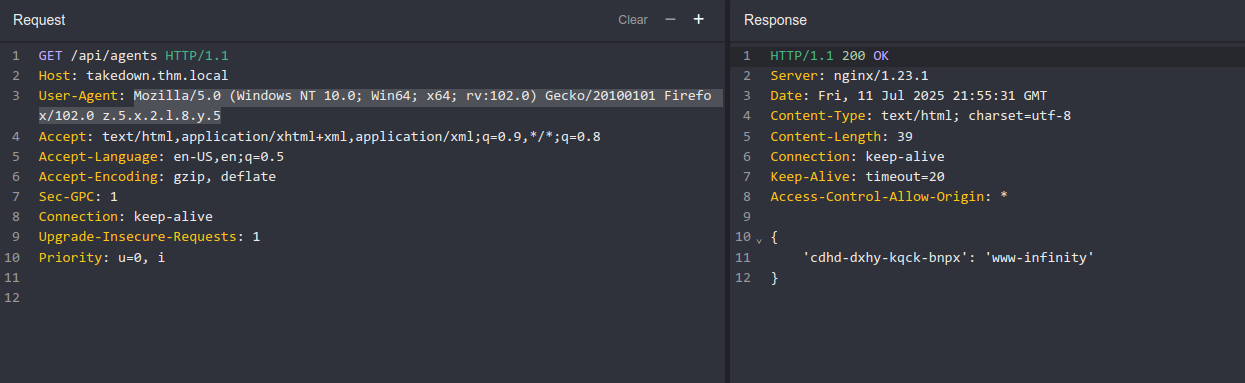 Request
Clear − +
1 GET /api/agents HTTP/1.1
2 Host: takedown.thm.local
3 User-Agent: Mozilla/5.0 (Windows NT 10.0; Win64; x64; rv:102.0) Gecko/20100101 Firefo
x/102.0 z.5.x.2.l.8.y.5
4 Accept: text/html,application/xhtml+xml,application/xml;q=0.9,*/*;q=0.8
5 Accept-Language: en-US,en;q=0.5
6 Accept-Encoding: gzip, deflate
7 Sec-GPC: 1
8 Connection: keep-alive
9 Upgrade-Insecure-Requests: 1
10 Priority: u=0, i
11
12
Response
1 HTTP/1.1 200 OK
2 Server: nginx/1.23.1
3 Date: Fri, 11 Jul 2025 21:55:31 GMT
4 Content-Type: text/html; charset=utf-8
5 Content-Length: 39
6 Connection: keep-alive
7 Keep-Alive: timeout=20
8 Access-Control-Allow-Origin: *
9
10 {
11 'cdhd-dxhy-kqck-bnpx': 'www-infinity'
12 }